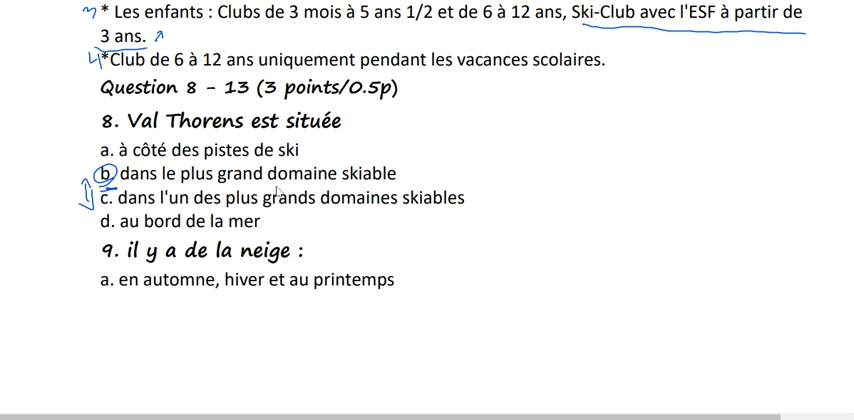 3 * Les enfants : Clubs de 3 mois à 5 ans 1/2 et de 6 à 12 ans, Ski-Club avec l'ESF à partir de
3 ans.
4 *Club de 6 à 12 ans uniquement pendant les vacances scolaires.
Question 8 - 13 (3 points/0.5p)
8. Val Thorens est située
a. à côté des pistes de ski
b. dans le plus grand domaine skiable
c. dans l'un des plus grands domaines skiables
d. au bord de la mer
9. il y a de la neige :
a. en automne, hiver et au printemps